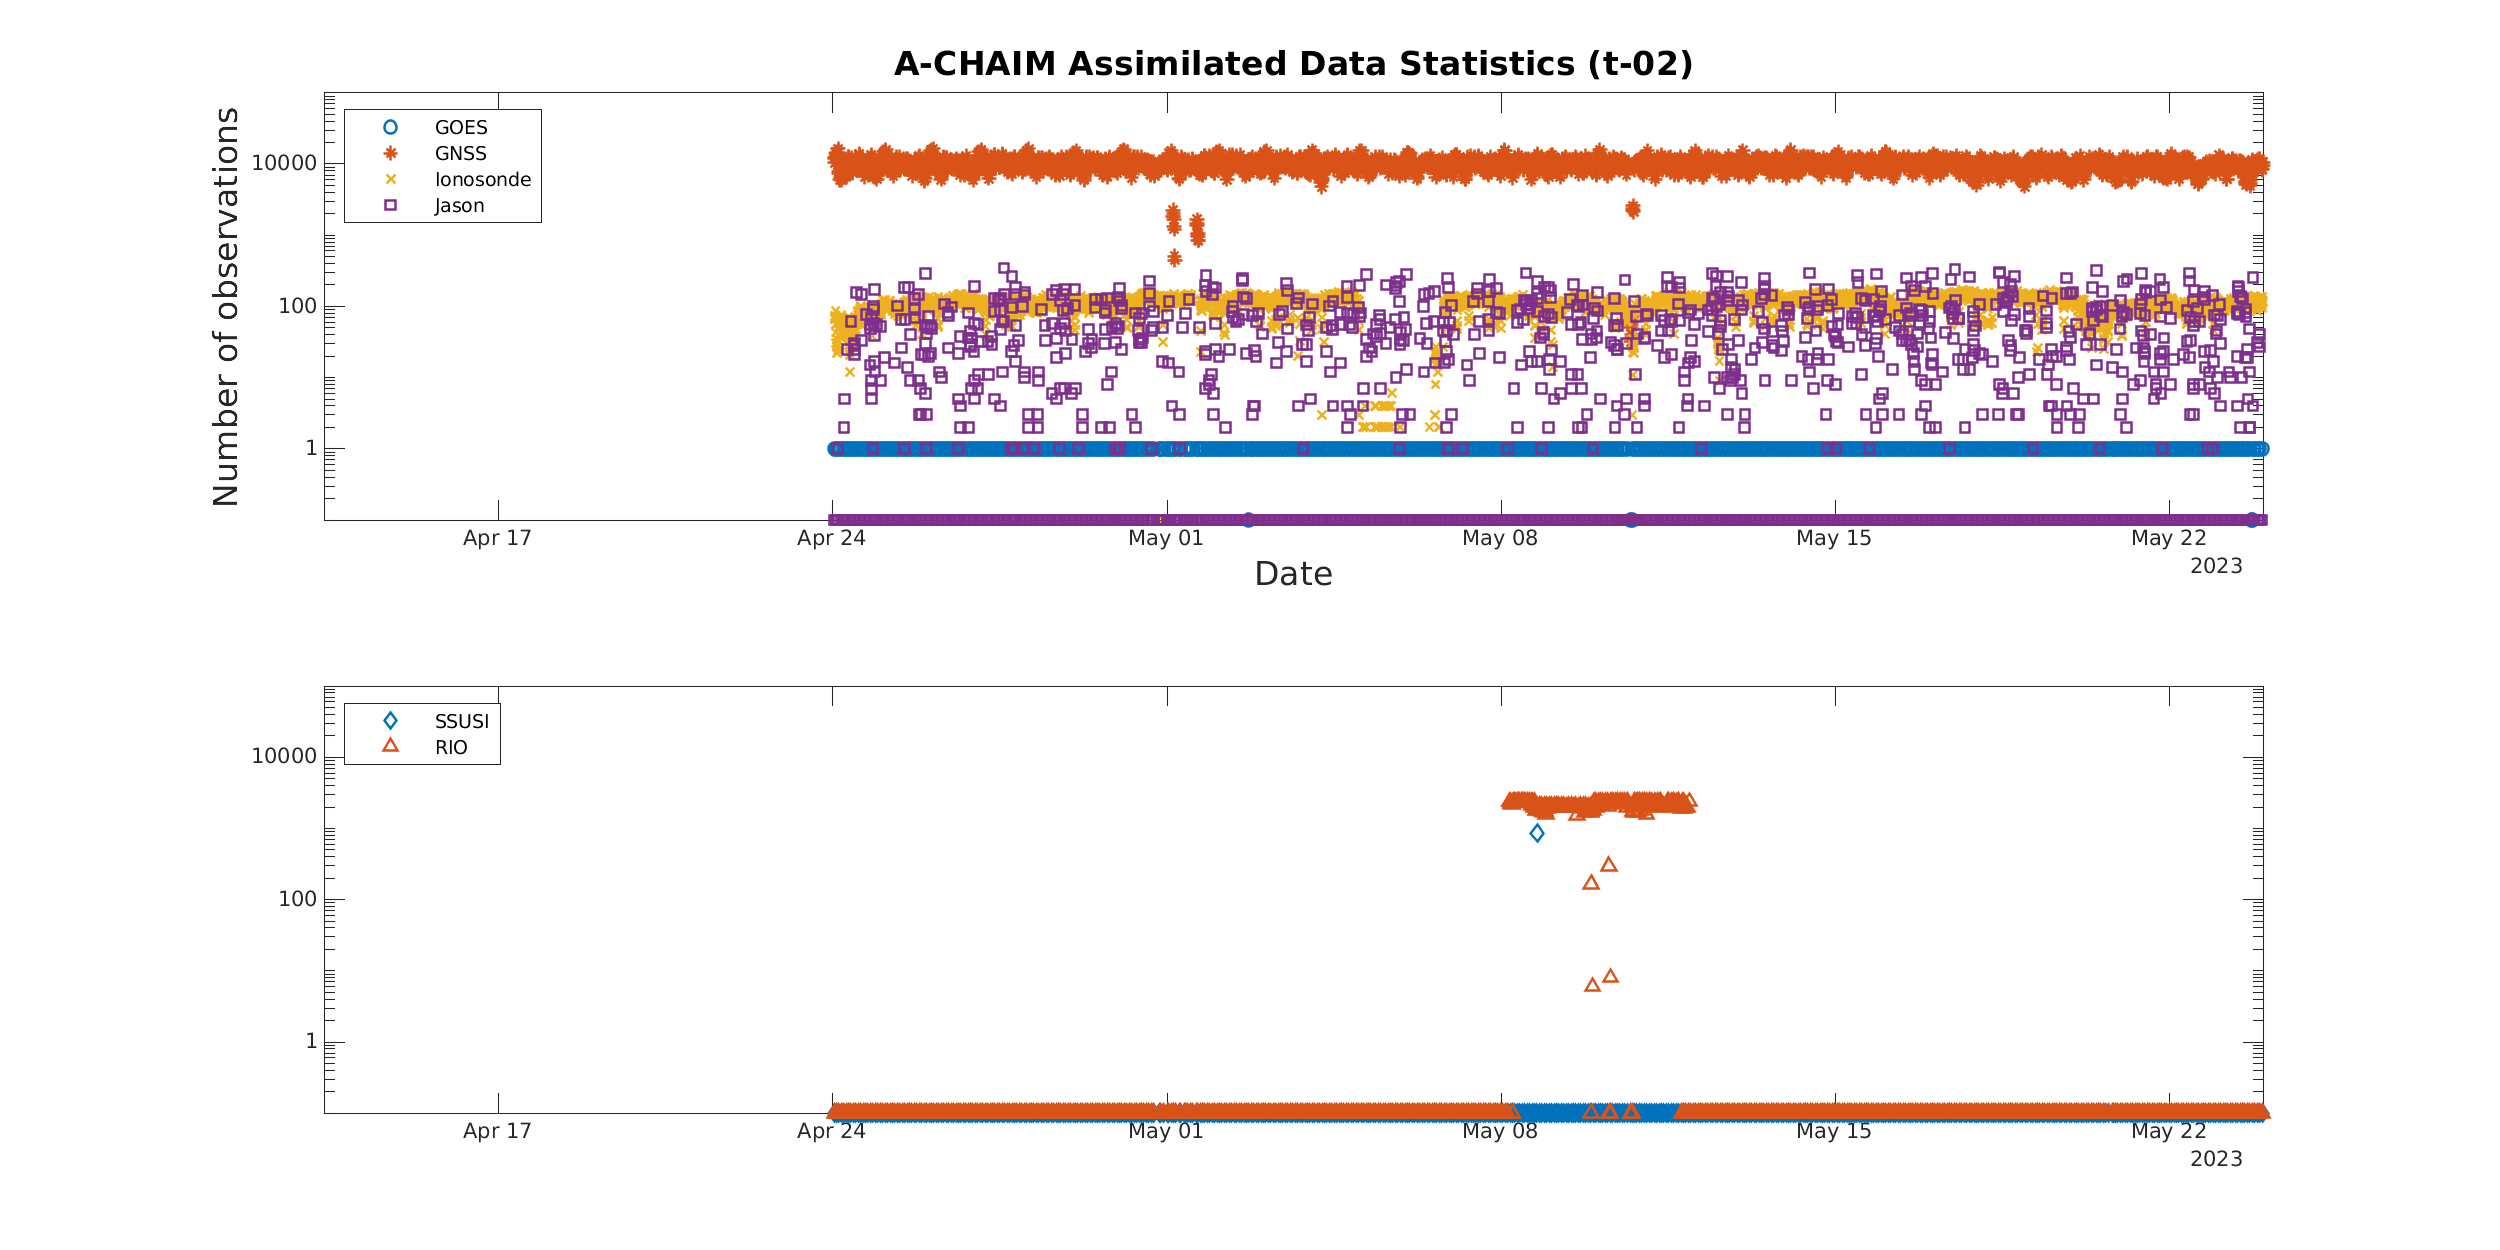 A-CHAIM Assimilated Data Statistics (t-02)
Number of observations
10000
100
1
GOES
GNSS
Ionosonde
Jason
Apr 17
Apr 24
May 01
May 08
May 15
May 22
2023
Date
10000
100
1
SSUSI
RIO
Apr 17
Apr 24
May 01
May 08
May 15
May 22
2023